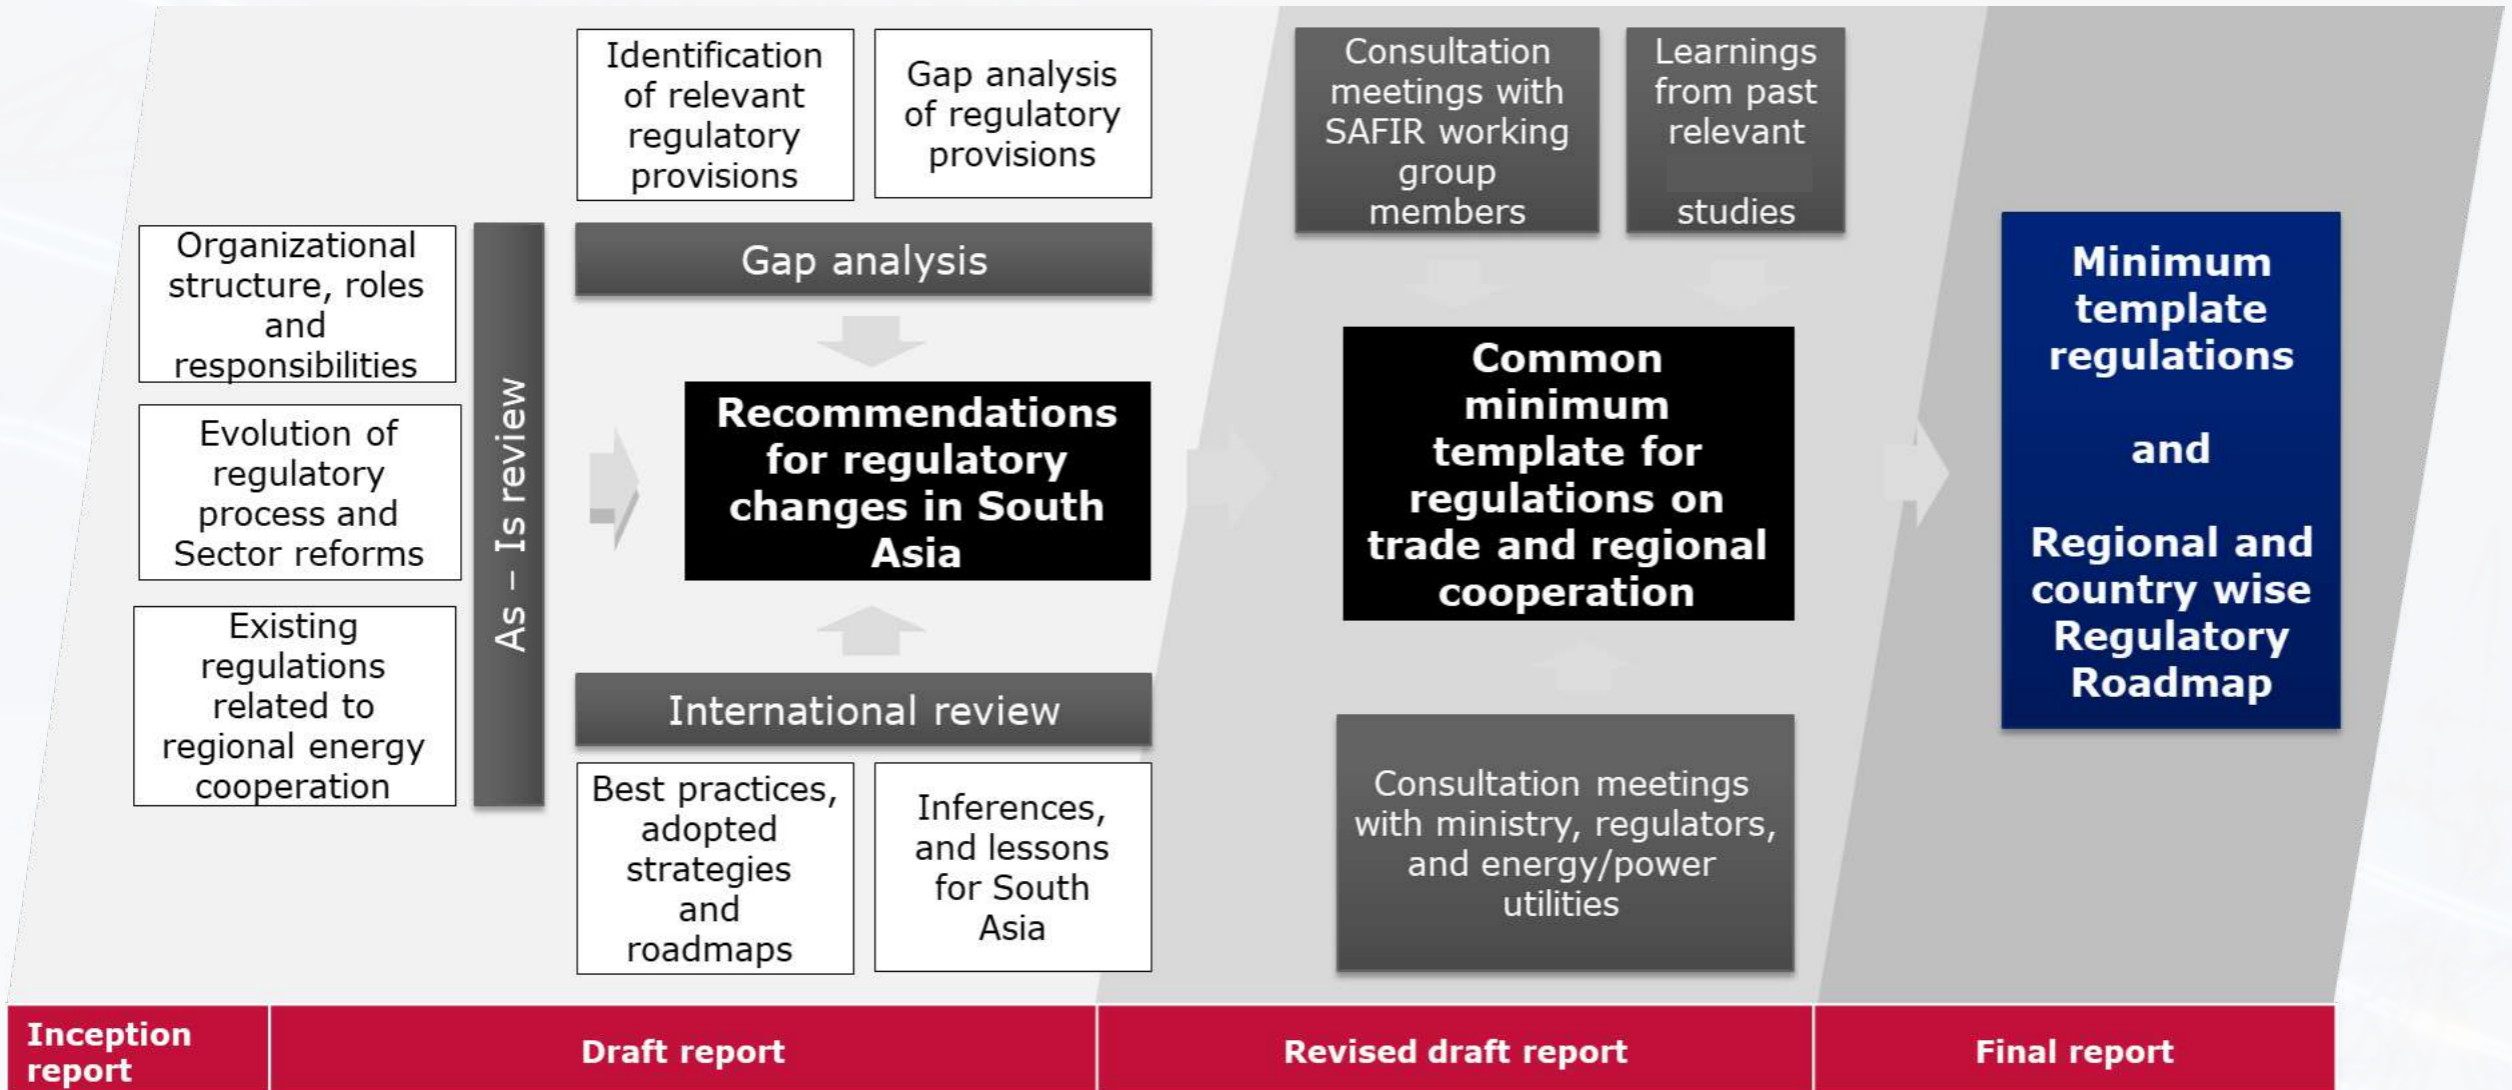 Identification
of relevant
regulatory
provisions
Gap analysis
of regulatory
provisions
Consultation
meetings with
SAFIR working
group
members
Learnings
from past
relevant
studies
Organizational
structure, roles
and
responsibilities
Evolution of
regulatory
process and
Sector reforms
Existing
regulations
related to
regional energy
cooperation
As – Is review
Gap analysis
Recommendations
for regulatory
changes in South
Asia
International review
Best practices,
adopted
strategies
and
roadmaps
Inferences,
and lessons
for South
Asia
Common
minimum
template for
regulations on
trade and regional
cooperation
Consultation meetings
with ministry, regulators,
and energy/power
utilities
Minimum
template
regulations
and
Regional and
country wise
Regulatory
Roadmap
Inception
report
Draft report
Revised draft report
Final report